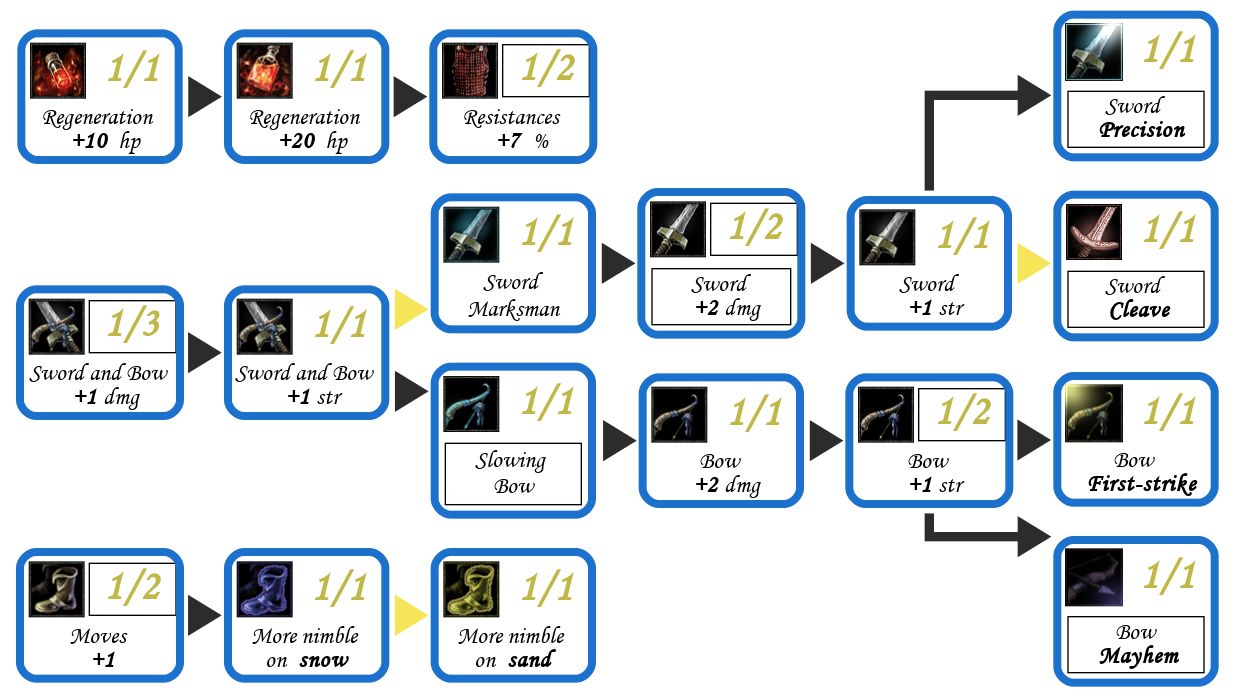 1/1
Regeneration
+10 hp
1/1
Regeneration
+20 hp
1/2
Resistances
+7 %
1/1
Sword
Precision
1/1
Sword
Marksman
1/2
Sword
+2 dmg
1/1
Sword
+1 str
1/1
Sword
Cleave
1/3
Sword and Bow
+1 dmg
1/1
Sword and Bow
+1 str
1/1
Slowing
Bow
1/1
Bow
+2 dmg
1/2
Bow
+1 str
1/1
Bow
First-strike
1/2
Moves
+1
1/1
More nimble
on snow
1/1
More nimble
on sand
1/1
Bow
Mayhem